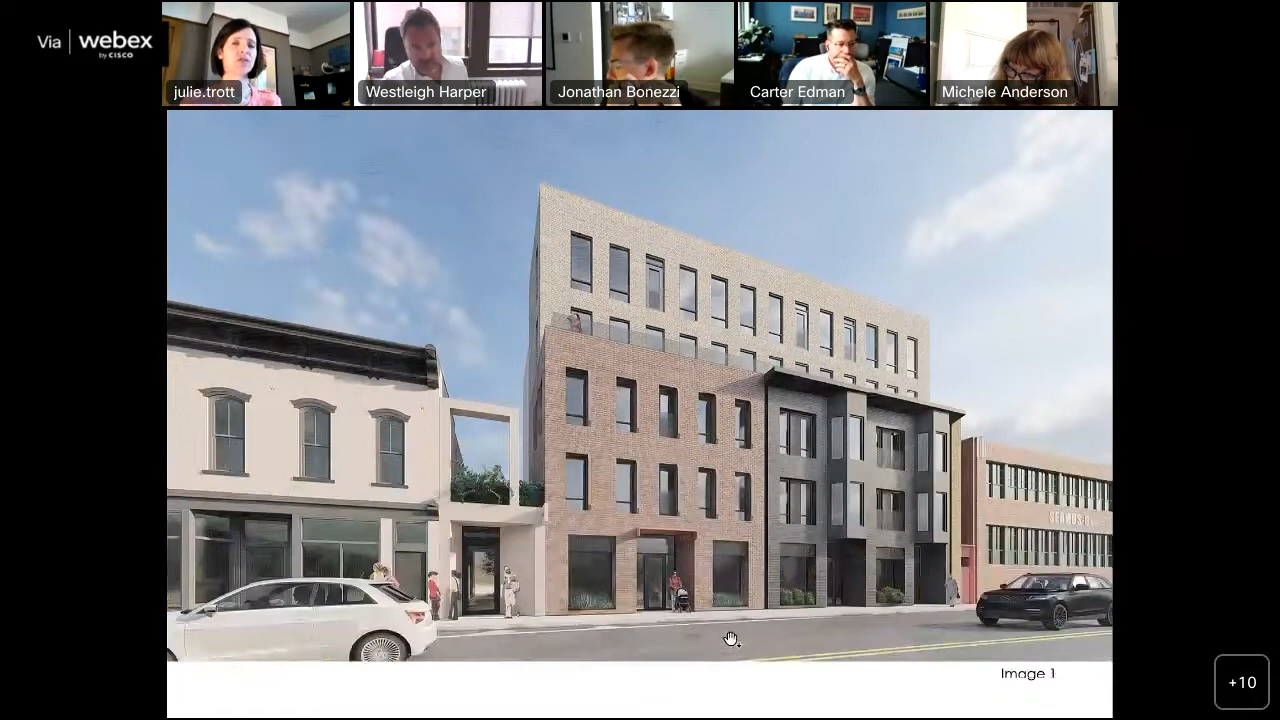 Via | webex
by CISCO
julie.trott
Westleigh Harper
Jonathan Bonezzi
Carter Edman
Michele Anderson
Image 1
+10